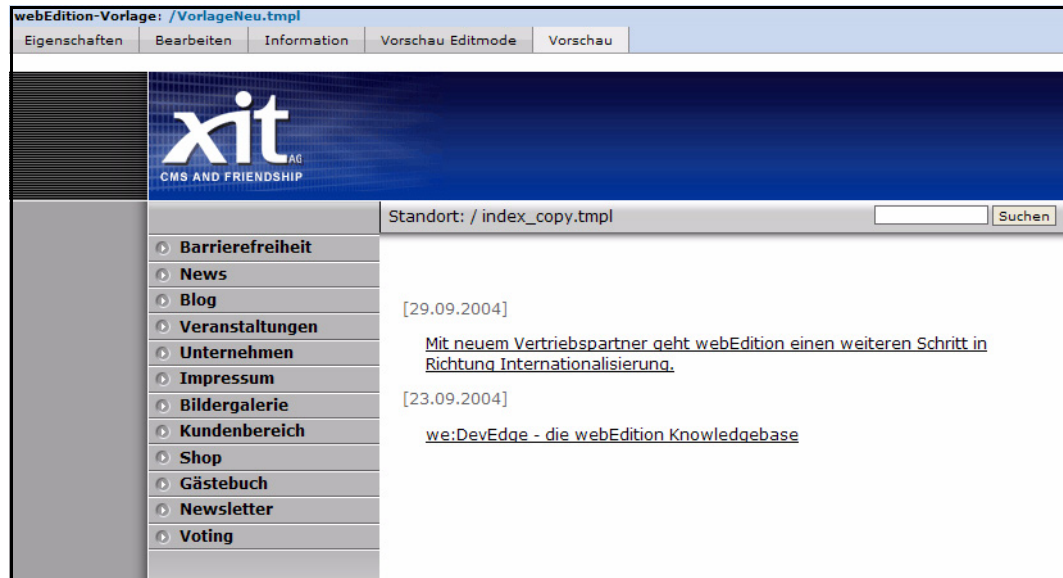 webEdition-Vorlage: /VorlageNeu.tmpl
Eigenschaften Bearbeiten Information Vorschau Editmode Vorschau
xit AG
CMS AND FRIENDSHIP
Standort: / index_copy.tmpl Suchen
Barrierefreiheit
News
Blog
Veranstaltungen
Unternehmen
Impressum
Bildergalerie
Kundenbereich
Shop
Gästebuch
Newsletter
Voting
[29.09.2004]
Mit neuem Vertriebspartner geht webEdition einen weiteren Schritt in
Richtung Internationalisierung.
[23.09.2004]
we:DevEdge - die webEdition Knowledgebase